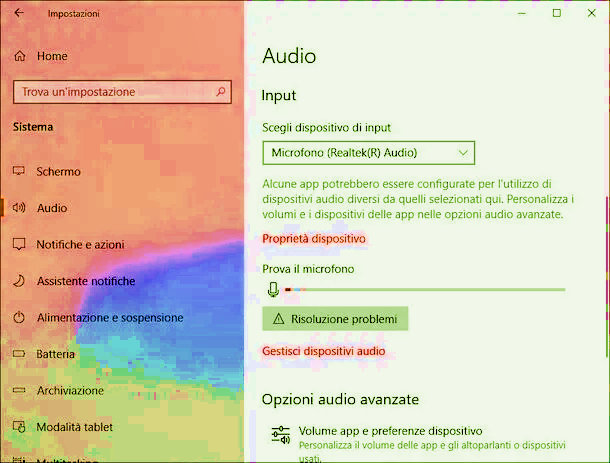 Impostazioni
Home
Trova un'impostazione
Sistema
Schermo
Audio
Notifiche e azioni
Assistente notifiche
Alimentazione e sospensione
Batteria
Archiviazione
Modalità tablet
Multitasking
Audio
Input
Scegli dispositivo di input
Microfono (Realtek(R) Audio)
Alcune app potrebbero essere configurate per l'utilizzo di
dispositivi audio diversi da quelli selezionati qui. Personalizza i
volumi e i dispositivi delle app nelle opzioni audio avanzate.
Proprietà dispositivo
Prova il microfono
Risoluzione problemi
Gestisci dispositivi audio
Opzioni audio avanzate
Volume app e preferenze dispositivo
Personalizza il volume delle app e gli altoparlanti o dispositivi
usati.